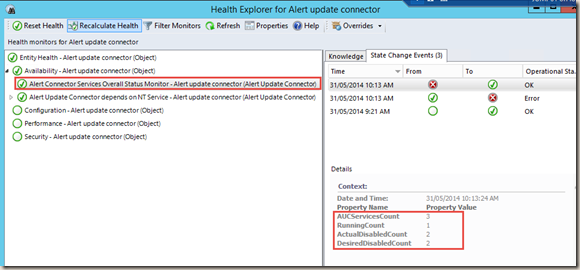 Health Explorer for Alert update connector
Reset Health Recalculate Health Filter Monitors Refresh Properties Help Overrides
Health monitors for Alert update connector
Entity Health - Alert update connector (Object)
Availability - Alert update connector (Object)
Alert Connector Services Overall Status Monitor - Alert update connector (Alert Update Connector)
Alert Update Connector depends on NT Service - Alert update connector (Alert Update Connector)
Configuration - Alert update connector (Object)
Performance - Alert update connector (Object)
Security - Alert update connector (Object)
Knowledge State Change Events (3)
Time From To Operational Sta...
31/05/2014 10:13 AM OK
31/05/2014 10:13 AM Error
31/05/2014 9:21 AM OK
Details
Context:
Date and Time: 31/05/2014 10:13:24 AM
Property Name Property Value
AUCServicesCount 3
RunningCount 1
ActualDisabledCount 2
DesiredDisabledCount 2